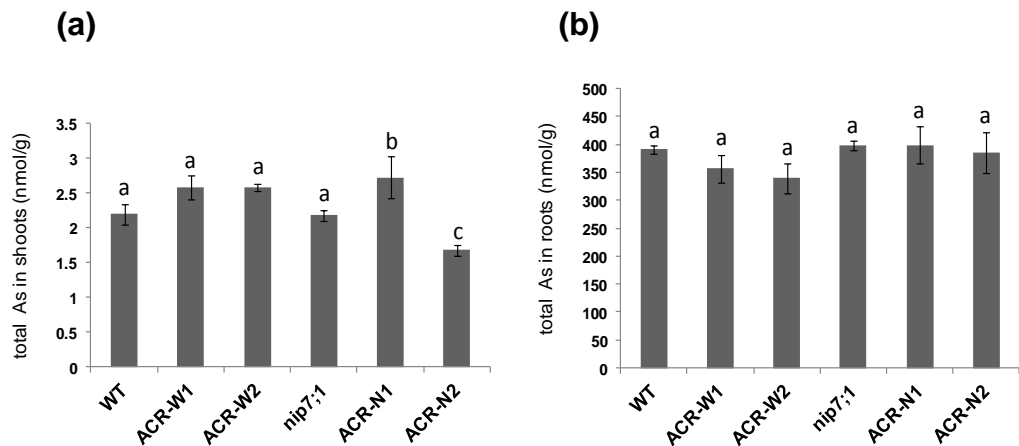 (a)
total As in shoots (nmol/g)
3.5
3
2.5
2
1.5
1
0.5
0
a
a
a
a
b
c
WT
ACR-W1
ACR-W2
nip7;1
ACR-N1
ACR-N2
(b)
total As in roots (nmol/g)
500
450
400
350
300
250
200
150
100
50
0
a
a
a
a
a
a
WT
ACR-W1
ACR-W2
nip7;1
ACR-N1
ACR-N2